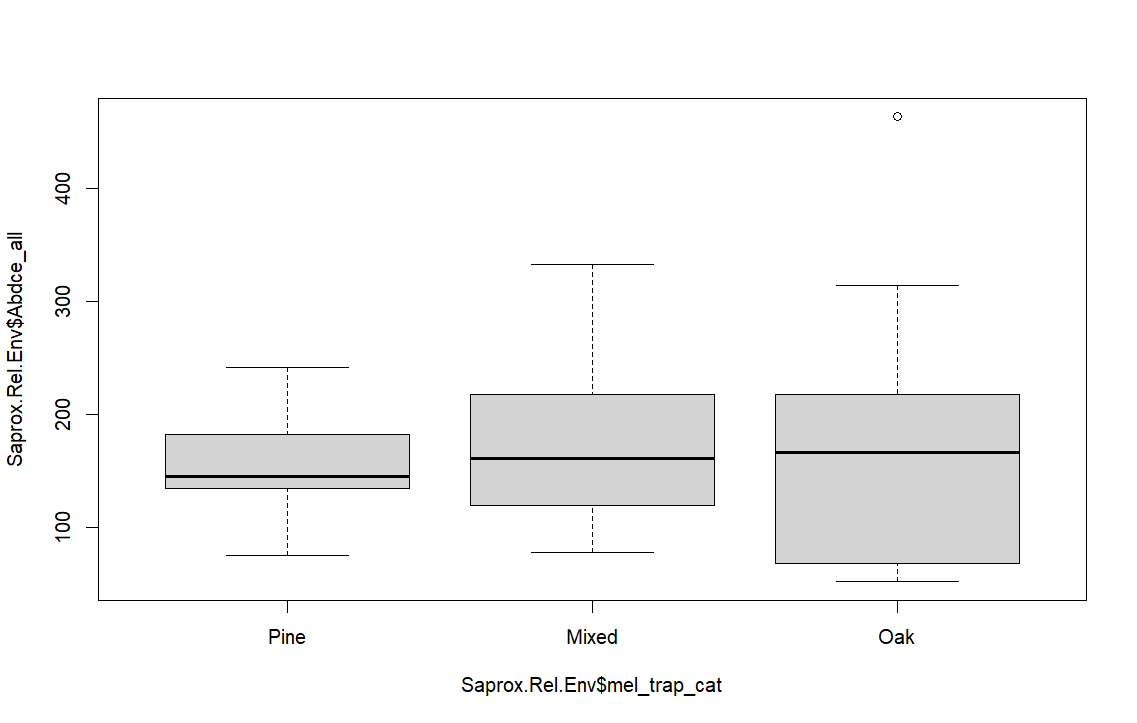 Saprox.Rel.Env$Abdce_all
400
300
200
100
Pine Mixed Oak
Saprox.Rel.Env$mel_trap_cat